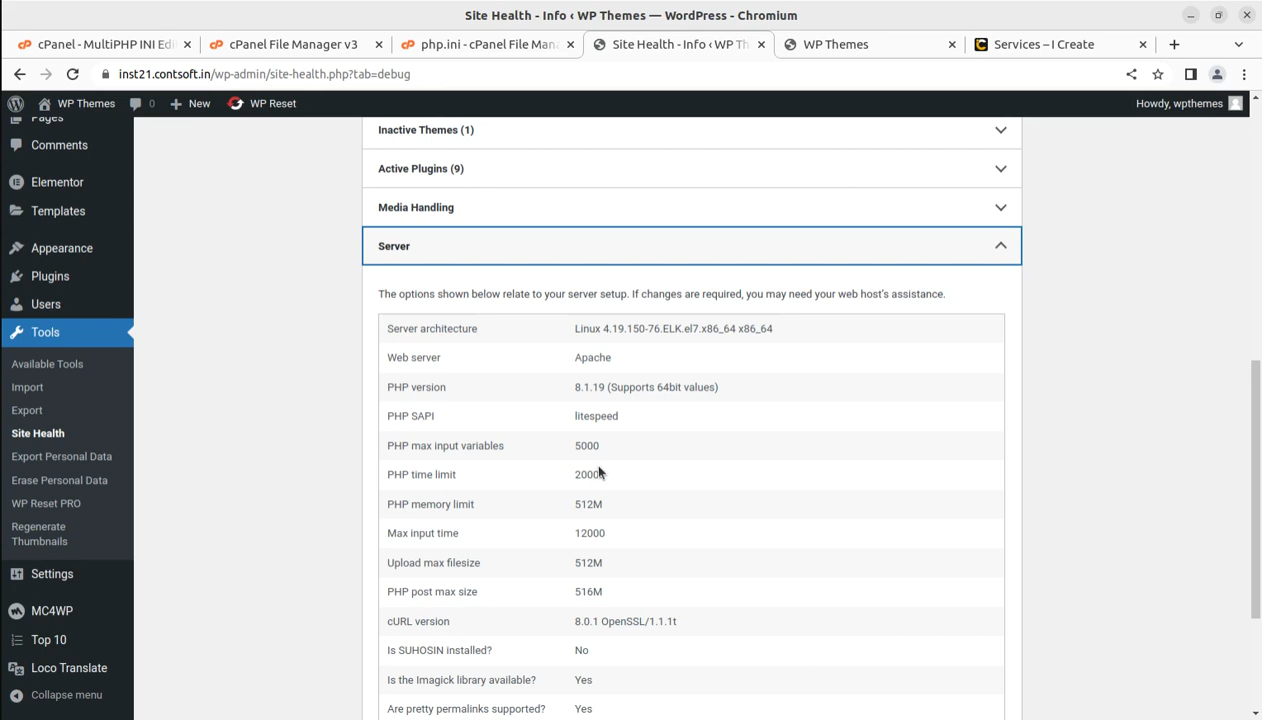 Site Health - Info ‹ WP Themes — WordPress - Chromium
cPanel - MultiPHP INI Edi
cPanel File Manager v3
php.ini - cPanel File Man
Site Health - Info ‹ WP Th
WP Themes
Services – I Create
inst21.contsoft.in/wp-admin/site-health.php?tab=debug
WP Themes
0
New
WP Reset
Howdy, wpthemes
Pages
Comments
Elementor
Templates
Appearance
Plugins
Users
Tools
Available Tools
Import
Export
Site Health
Export Personal Data
Erase Personal Data
WP Reset PRO
Regenerate
Thumbnails
Settings
MC4WP
Top 10
Loco Translate
Collapse menu
Inactive Themes (1)
Active Plugins (9)
Media Handling
Server
The options shown below relate to your server setup. If changes are required, you may need your web host's assistance.
Server architecture Linux 4.19.150-76.ELK.el7.x86_64 x86_64
Web server Apache
PHP version 8.1.19 (Supports 64bit values)
PHP SAPI litespeed
PHP max input variables 5000
PHP time limit 2000
PHP memory limit 512M
Max input time 12000
Upload max filesize 512M
PHP post max size 516M
cURL version 8.0.1 OpenSSL/1.1.1t
Is SUHOSIN installed? No
Is the Imagick library available? Yes
Are pretty permalinks supported? Yes